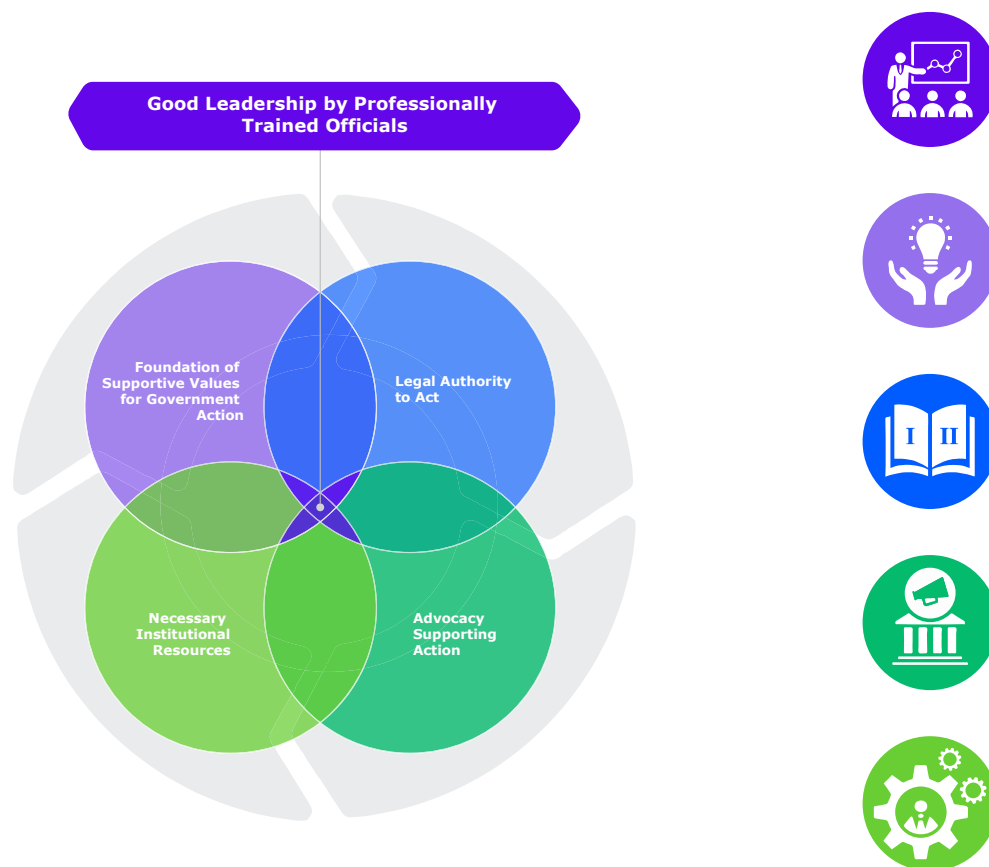 Good Leadership by Professionally
Trained Officials
Foundation of
Supportive Values
for Government
Action
Legal Authority
to Act
Necessary
Institutional
Resources
Advocacy
Supporting
Action
I II